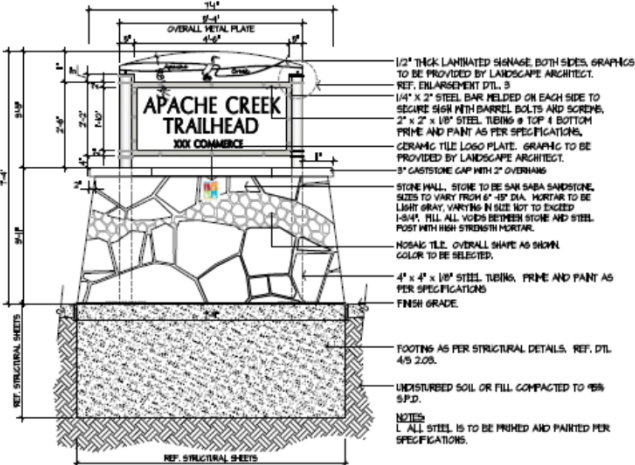 7'-4"
5'-4"
OVERALL METAL PLATE
4'-6"
APACHE CREEK
TRAILHEAD
XXX COMMERCE
1/2" THICK LAMINATED SIGNAGE, BOTH SIDES, GRAPHICS
TO BE PROVIDED BY LANDSCAPE ARCHITECT.
REF. ENLARGEMENT DTL. 3
1/4" X 2" STEEL BAR WELDED ON EACH SIDE TO
SECURE SIGN WITH BARREL BOLTS AND SCREWS.
2" x 2" x 1/8" STEEL TUBING @ TOP & BOTTOM
PRIME AND PAINT AS PER SPECIFICATIONS.
CERAMIC TILE LOGO PLATE. GRAPHIC TO BE
PROVIDED BY LANDSCAPE ARCHITECT.
3" CASTSTONE CAP WITH 2" OVERHANG
STONE WALL. STONE TO BE SAN SABA SANDSTONE,
SIZES TO VARY FROM 6" -15" DIA. MORTAR TO BE
LIGHT GRAY, VARYING IN SIZE NOT TO EXCEED
1-3/4". FILL ALL VOIDS BETWEEN STONE AND STEEL
POST WITH HIGH STRENGTH MORTAR.
MOSAIC TILE. OVERALL SHAPE AS SHOWN.
COLOR TO BE SELECTED.
4" x 4" x 1/8" STEEL TUBING. PRIME AND PAINT AS
PER SPECIFICATIONS
FINISH GRADE.
FOOTING AS PER STRUCTURAL DETAILS. REF. DTL
4/S 2.03.
UNDISTURBED SOIL OR FILL COMPACTED TO 95%
S.P.D.
NOTES:
1. ALL STEEL IS TO BE PRIMED AND PAINTED PER
SPECIFICATIONS.
7'-4"
REF. STRUCTURAL SHEETS
REF. STRUCTURAL SHEETS